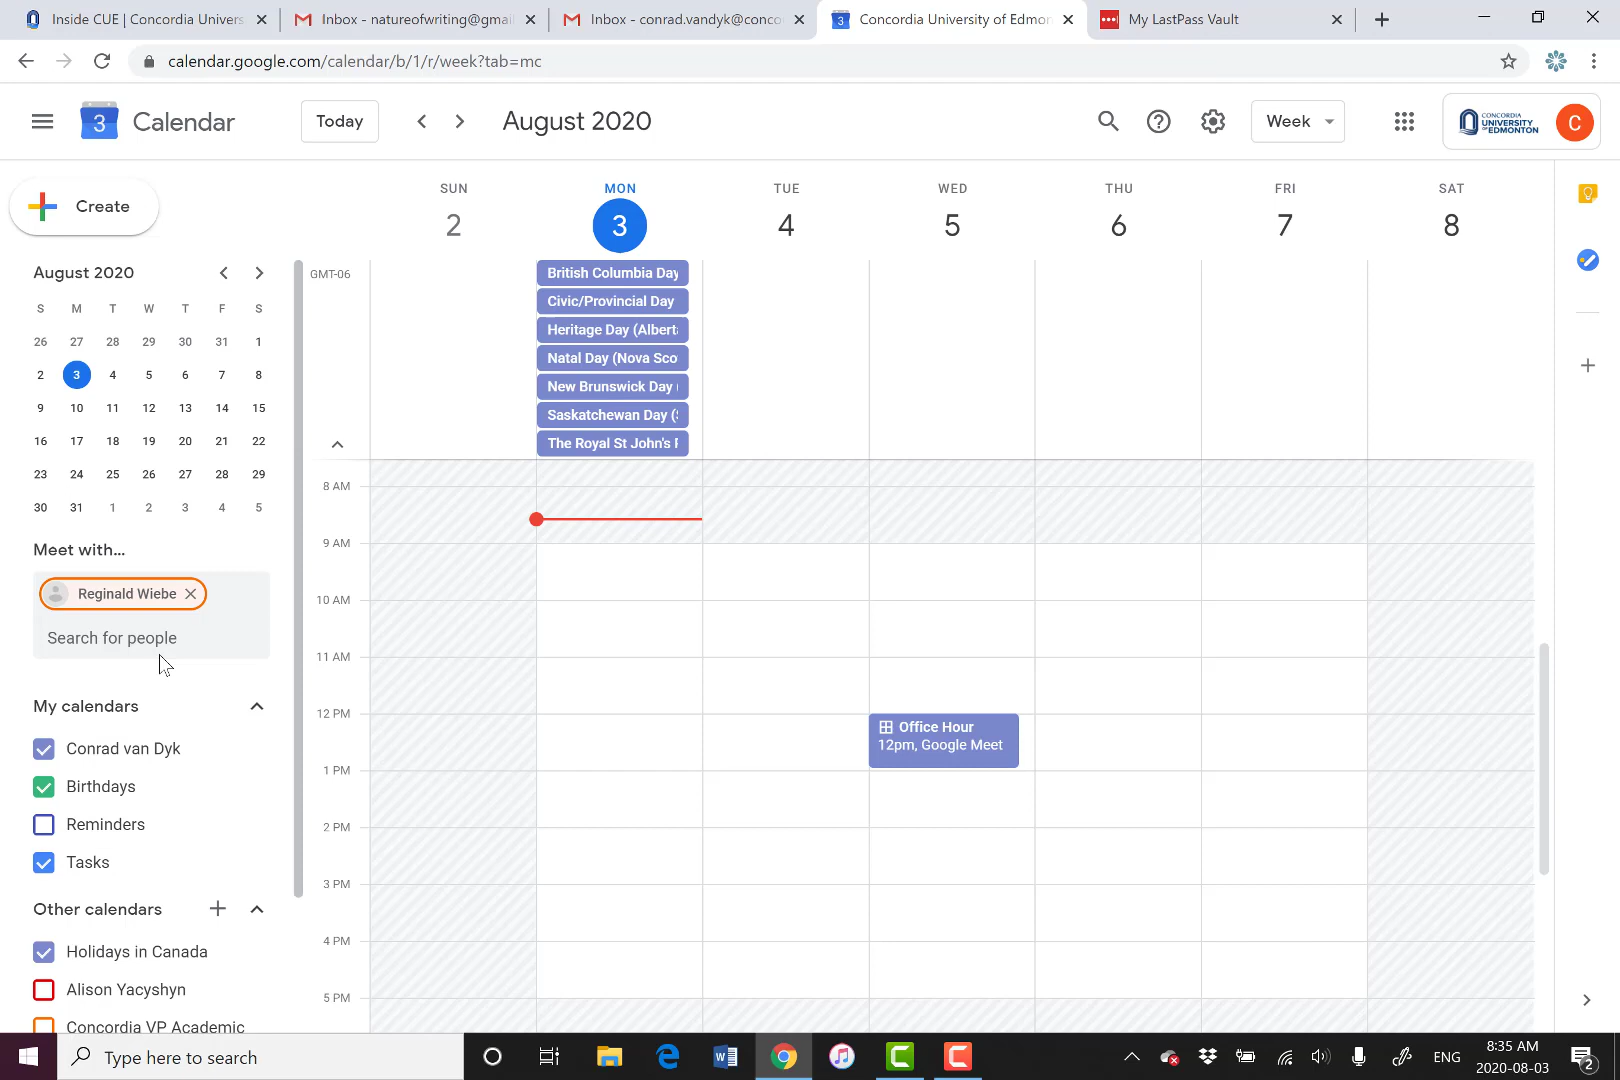 Inside CUE | Concordia Univers
Inbox - natureofwriting@gmai
Inbox - conrad.vandyk@conco
3
Concordia University of Edmon
My LastPass Vault
calendar.google.com/calendar/b/1/r/week?tab=mc
3
Calendar
Today
August 2020
Week
CONCORDIA
UNIVERSITY
OF EDMONTON
C
Create
SUN
MON
TUE
WED
THU
FRI
SAT
2
3
4
5
6
7
8
August 2020
S M T W T F S
26 27 28 29 30 31 1
2 3 4 5 6 7 8
9 10 11 12 13 14 15
16 17 18 19 20 21 22
23 24 25 26 27 28 29
30 31 1 2 3 4 5
GMT-06
British Columbia Day
Civic/Provincial Day
Heritage Day (Albert
Natal Day (Nova Sco
New Brunswick Day
Saskatchewan Day (S
The Royal St John's
8 AM
9 AM
10 AM
11 AM
12 PM
1 PM
2 PM
3 PM
4 PM
5 PM
Office Hour
12pm, Google Meet
Meet with...
Reginald Wiebe
Search for people
My calendars
Conrad van Dyk
Birthdays
Reminders
Tasks
Other calendars
Holidays in Canada
Alison Yacyshyn
Concordia VP Academic
Type here to search
ENG
8:35 AM
2020-08-03
2